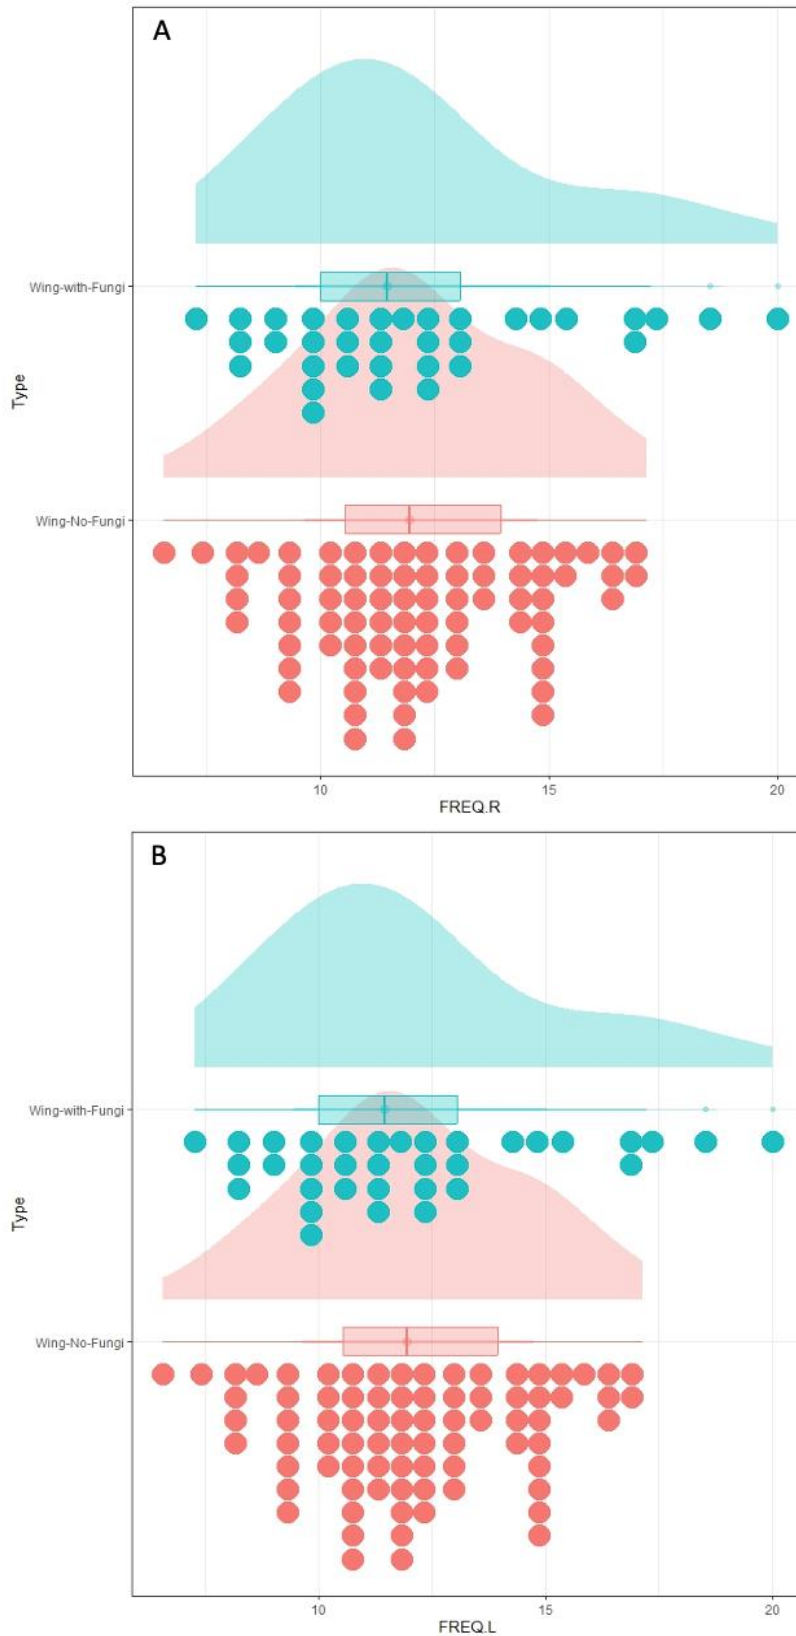 A
Wing-with-Fungi
Type
Wing-No-Fungi
10 15 20
FREQ.R
B
Wing-with-Fungi
Type
Wing-No-Fungi
10 15 20
FREQ.L